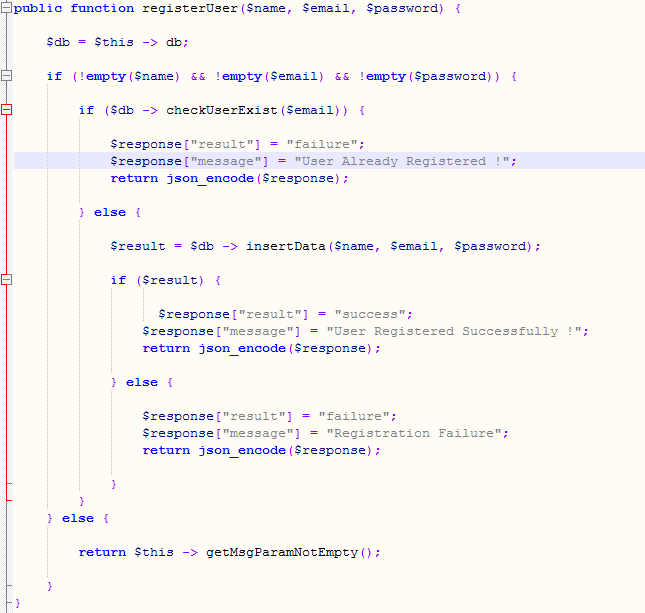 public function registerUser($name, $email, $password) {
$db = $this -> db;
if (!empty($name) && !empty($email) && !empty($password)) {
if ($db -> checkUserExist($email)) {
$response["result"] = "failure";
$response["message"] = "User Already Registered !";
return json_encode($response);
} else {
$result = $db -> insertData($name, $email, $password);
if ($result) {
$response["result"] = "success";
$response["message"] = "User Registered Successfully !";
return json_encode($response);
} else {
$response["result"] = "failure";
$response["message"] = "Registration Failure";
return json_encode($response);
}
}
} else {
return $this -> getMsgParamNotEmpty();
}
}